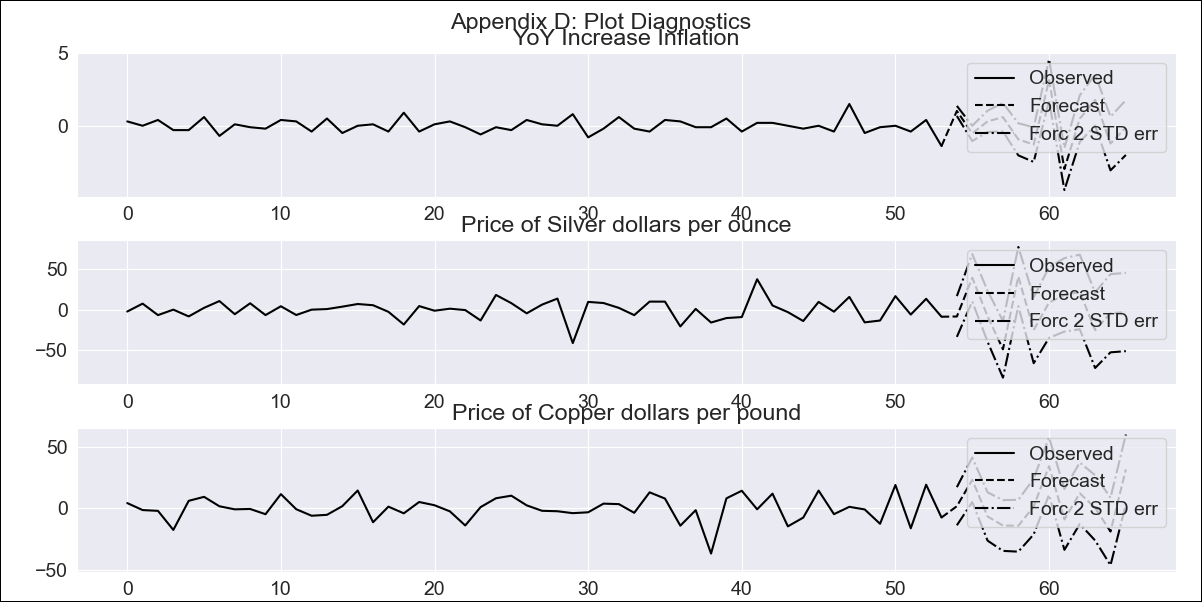 Appendix D: Plot Diagnostics
YoY Increase Inflation
5
0
Observed
Forecast
Forc 2 STD err
0 10 20 30 40 50 60
Price of Silver dollars per ounce
50
0
−50
Observed
Forecast
Forc 2 STD err
0 10 20 30 40 50 60
Price of Copper dollars per pound
50
0
−50
Observed
Forecast
Forc 2 STD err
0 10 20 30 40 50 60